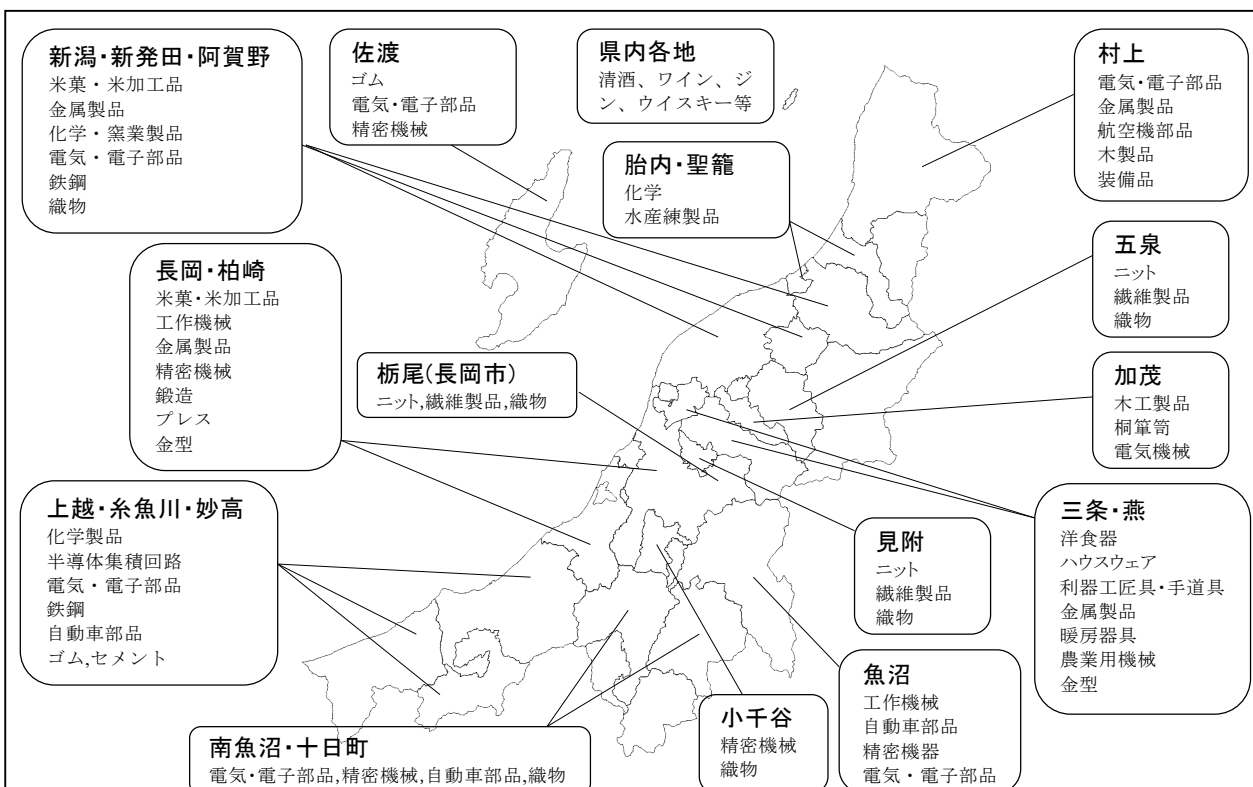 新潟・新発田・阿賀野
米菓・米加工品
金属製品
化学・窯業製品
電気・電子部品
鉄鋼
織物
佐渡
ゴム
電気・電子部品
精密機械
県内各地
清酒、ワイン、ジ
ン、ウイスキー等
村上
電気・電子部品
金属製品
航空機部品
木製品
装備品
胎内・聖籠
化学
水産練製品
五泉
ニット
繊維製品
織物
長岡・柏崎
米菓・米加工品
工作機械
金属製品
精密機械
鍛造
プレス
金型
栃尾(長岡市)
ニット,繊維製品,織物
加茂
木工製品
桐箪笥
電気機械
上越・糸魚川・妙高
化学製品
半導体集積回路
電気・電子部品
鉄鋼
自動車部品
ゴム,セメント
見附
ニット
繊維製品
織物
三条・燕
洋食器
ハウスウェア
利器工匠具・手道具
金属製品
暖房器具
農業用機械
金型
南魚沼・十日町
電気・電子部品,精密機械,自動車部品,織物
小千谷
精密機械
織物
魚沼
工作機械
自動車部品
精密機器
電気・電子部品